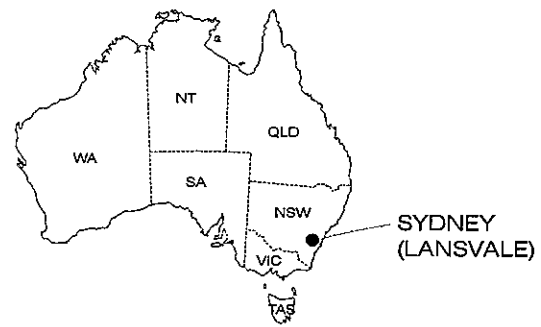 NT
QLD
WA
SA
NSW
SYDNEY
(LANSVALE)
VIC
TAS